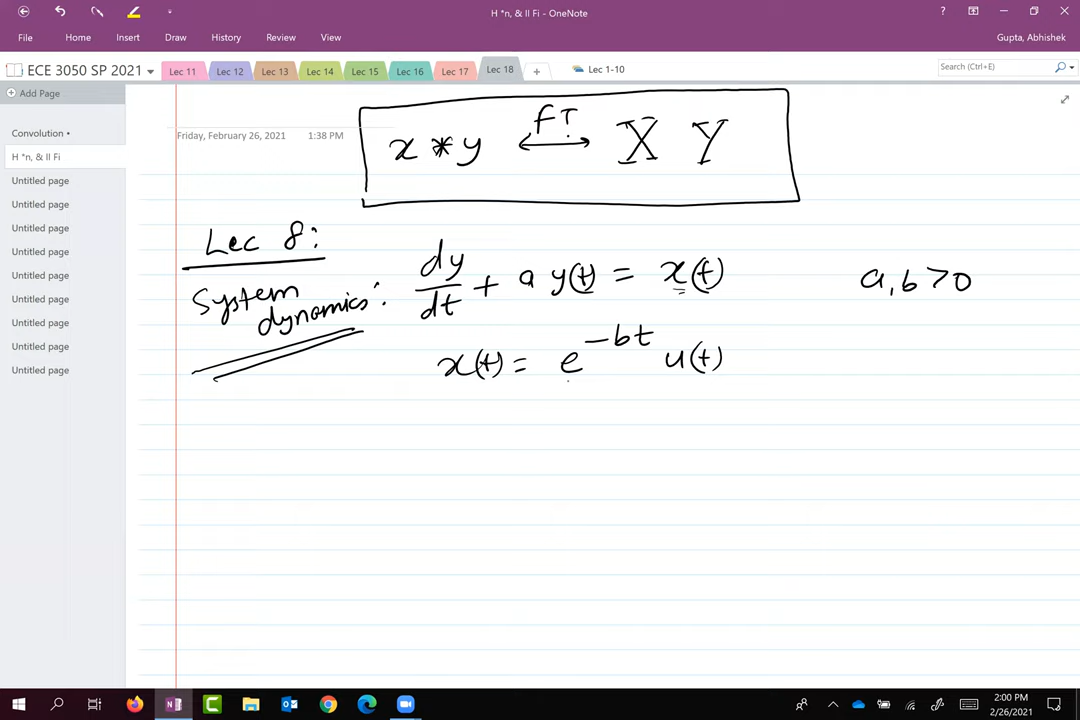 H *n, & II Fi - OneNote
File Home Insert Draw History Review View
Gupta, Abhishek
ECE 3050 SP 2021
Lec 11 Lec 12 Lec 13 Lec 14 Lec 15 Lec 16 Lec 17 Lec 18 Lec 1-10
Search (Ctrl+E)
Add Page
Convolution
H *n, & II Fi
Untitled page
Untitled page
Untitled page
Untitled page
Untitled page
Untitled page
Untitled page
Untitled page
Untitled page
Friday, February 26, 2021 1:38 PM
x * y ⟷ X Y
FT
Lec 8:
System dynamics: dy/dt + a y(t) = x(t) a, b > 0
x(t) = e^{-bt} u(t)
2:00 PM
2/26/2021